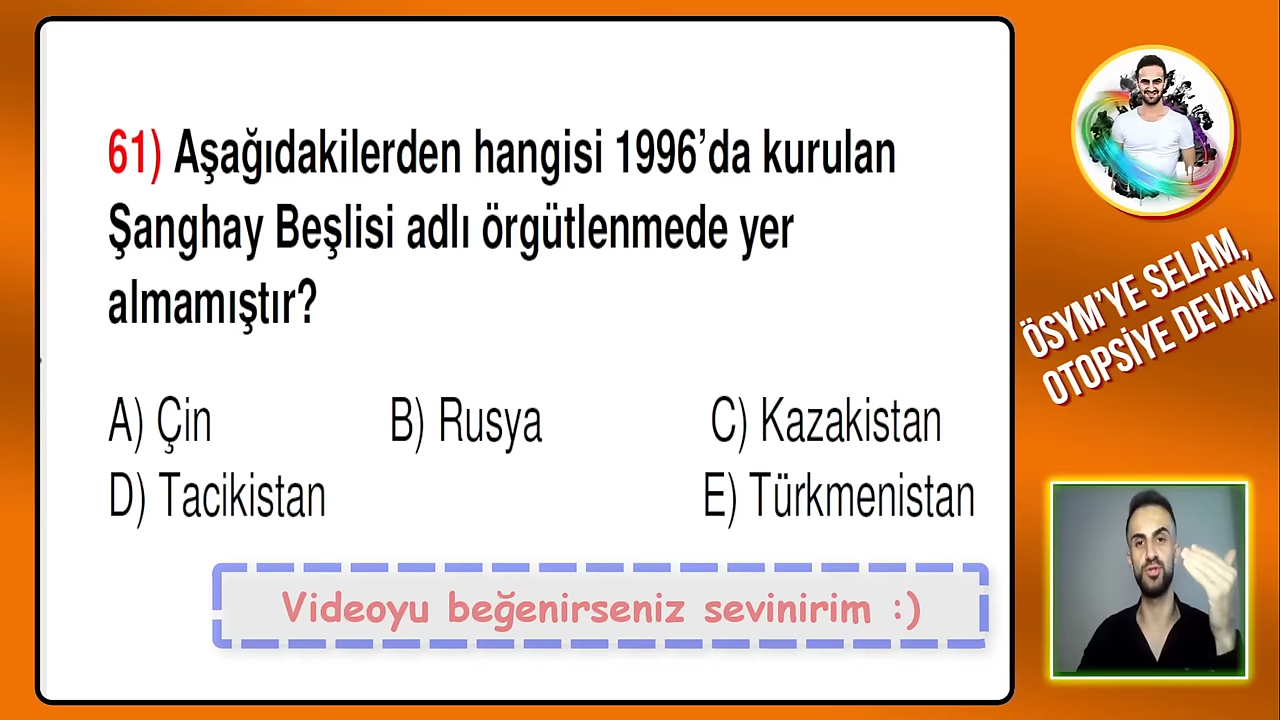 61) Aşağıdakilerden hangisi 1996’da kurulan
Şanghay Beşlisi adlı örgütlenmede yer
almamıştır?
A) Çin B) Rusya C) Kazakistan
D) Tacikistan E) Türkmenistan
Videoyu beğenirseniz sevinirim :)
ÖSYM’YE SELAM,
OTOPSİYE DEVAM